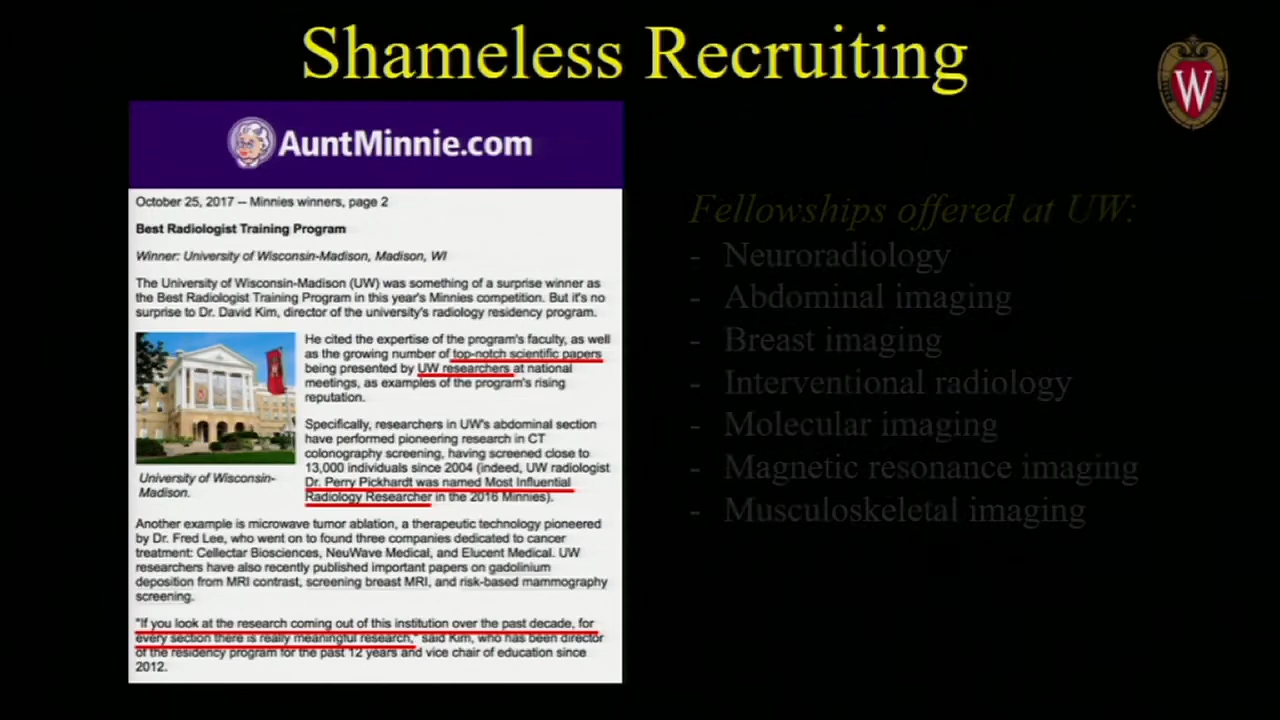 Shameless Recruiting
W
AuntMinnie.com
October 25, 2017 -- Minnies winners, page 2
Best Radiologist Training Program
Winner: University of Wisconsin-Madison, Madison, WI
The University of Wisconsin-Madison (UW) was something of a surprise winner as
the Best Radiologist Training Program in this year's Minnies competition. But it's no
surprise to Dr. David Kim, director of the university's radiology residency program.
He cited the expertise of the program's faculty, as well
as the growing number of top-notch scientific papers
being presented by UW researchers at national
meetings, as examples of the program's rising
reputation.
Specifically, researchers in UW's abdominal section
have performed pioneering research in CT
colonography screening, having screened close to
13,000 individuals since 2004 (indeed, UW radiologist
Dr. Perry Pickhardt was named Most Influential
Radiology Researcher in the 2016 Minnies).
University of Wisconsin-
Madison.
Another example is microwave tumor ablation, a therapeutic technology pioneered
by Dr. Fred Lee, who went on to found three companies dedicated to cancer
treatment: Cellectar Biosciences, NeuWave Medical, and Elucent Medical. UW
researchers have also recently published important papers on gadolinium
deposition from MRI contrast, screening breast MRI, and risk-based mammography
screening.
"If you look at the research coming out of this institution over the past decade, for
every section there is really meaningful research," said Kim, who has been director
of the residency program for the past 12 years and vice chair of education since
2012.
Fellowships offered at UW:
- Neuroradiology
- Abdominal imaging
- Breast imaging
- Interventional radiology
- Molecular imaging
- Magnetic resonance imaging
- Musculoskeletal imaging